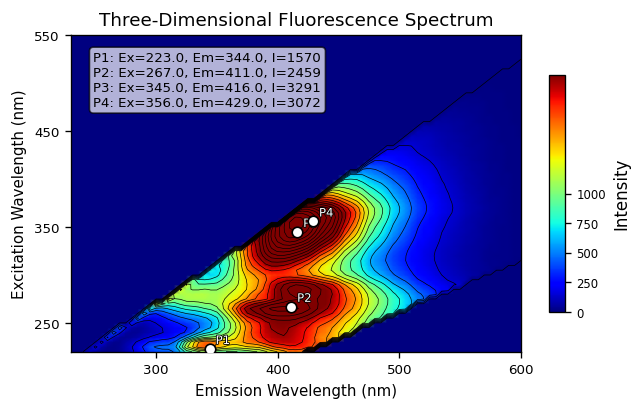 Three-Dimensional Fluorescence Spectrum
P1: Ex=223.0, Em=344.0, I=1570
P2: Ex=267.0, Em=411.0, I=2459
P3: Ex=345.0, Em=416.0, I=3291
P4: Ex=356.0, Em=429.0, I=3072
550
450
350
250
Excitation Wavelength (nm)
P4
P2
P1
300 400 500 600
Emission Wavelength (nm)
1000
750
500
250
0
Intensity